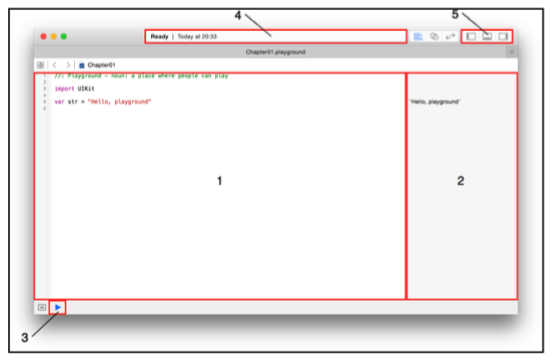 4
5
Ready | Today at 20:33
Chapter01.playground
Chapter01
1 //: Playground - noun: a place where people can play
2
3 import UIKit
4
5 var str = "Hello, playground"
6
"Hello, playground"
1
2
3